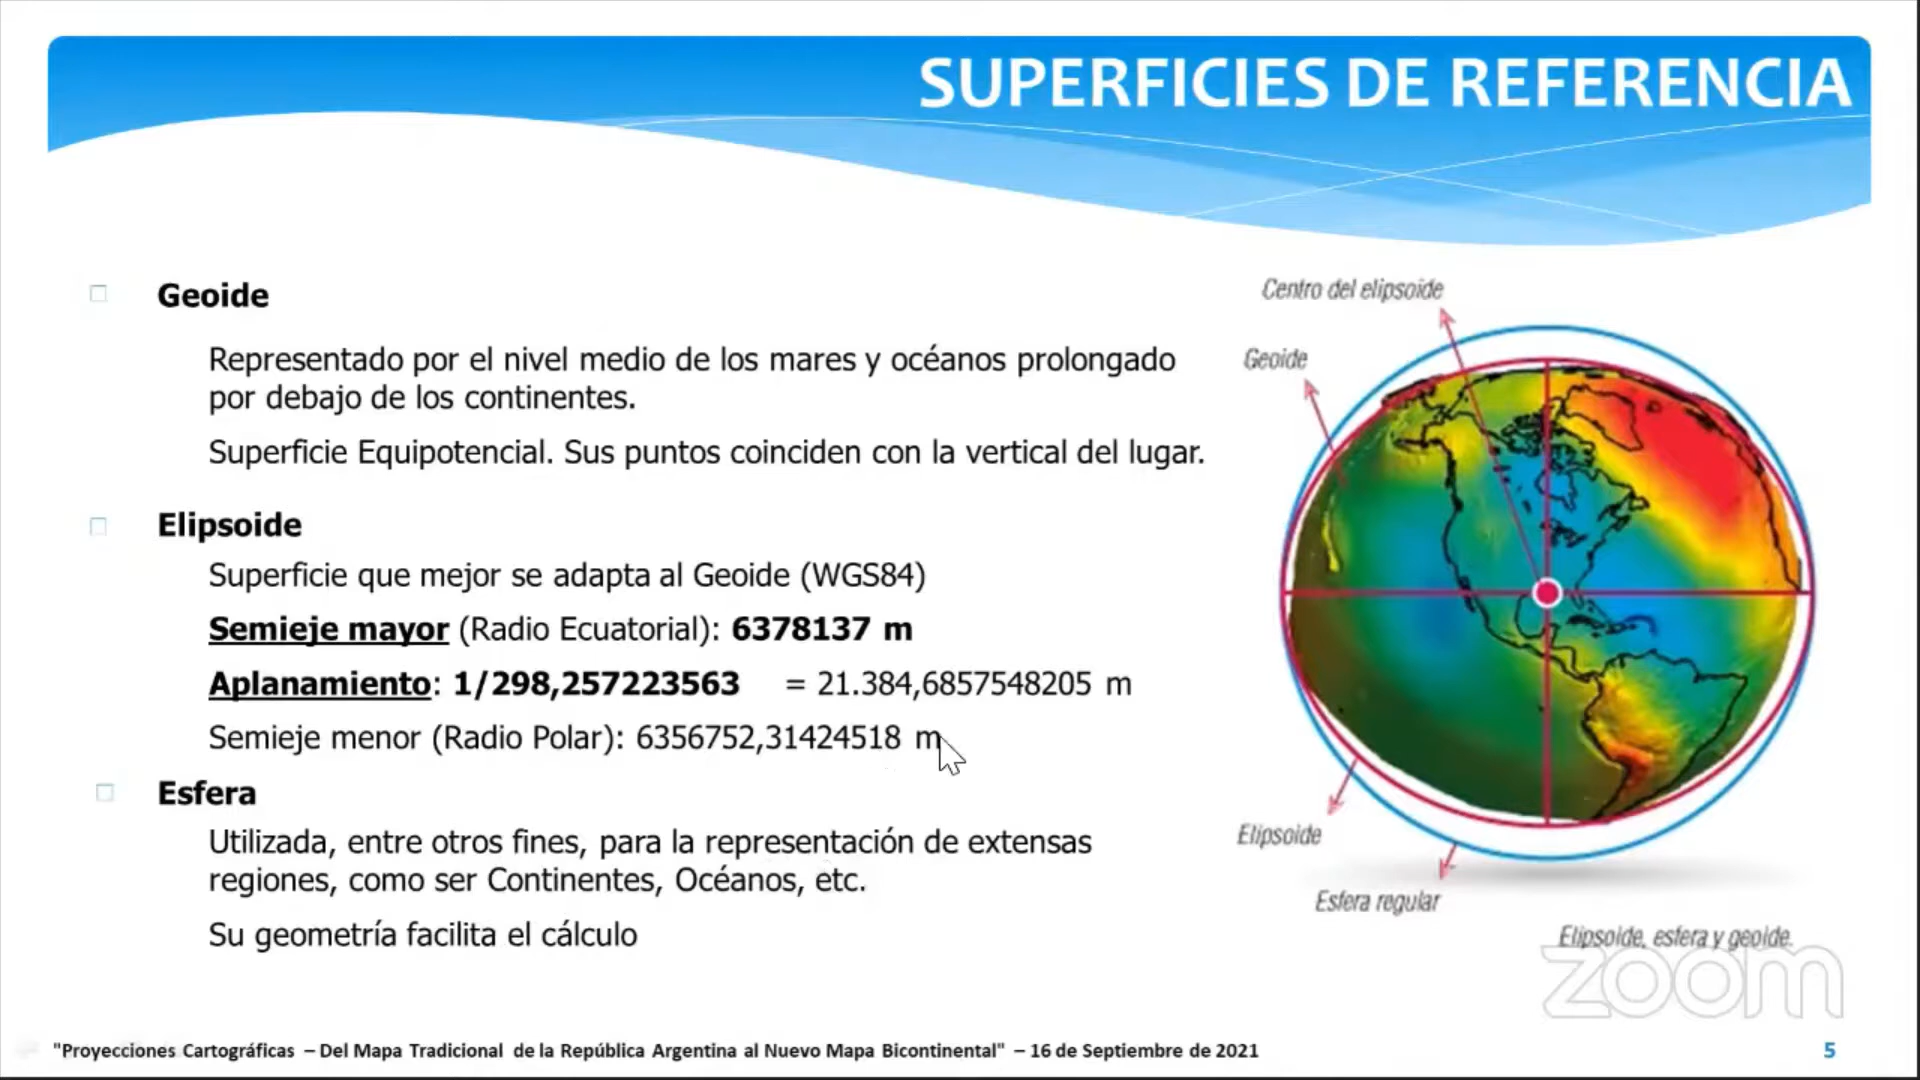 SUPERFICIES DE REFERENCIA
Geoide
Representado por el nivel medio de los mares y océanos prolongado
por debajo de los continentes.
Superficie Equipotencial. Sus puntos coinciden con la vertical del lugar.
Elipsoide
Superficie que mejor se adapta al Geoide (WGS84)
Semieje mayor (Radio Ecuatorial): 6378137 m
Aplanamiento: 1/298,257223563 = 21.384,6857548205 m
Semieje menor (Radio Polar): 6356752,31424518 m
Esfera
Utilizada, entre otros fines, para la representación de extensas
regiones, como ser Continentes, Océanos, etc.
Su geometría facilita el cálculo
Centro del elipsoide
Geoide
Elipsoide
Esfera regular
Elipsoide, esfera y geoide.
zoom
"Proyecciones Cartográficas – Del Mapa Tradicional de la República Argentina al Nuevo Mapa Bicontinental" – 16 de Septiembre de 2021
5